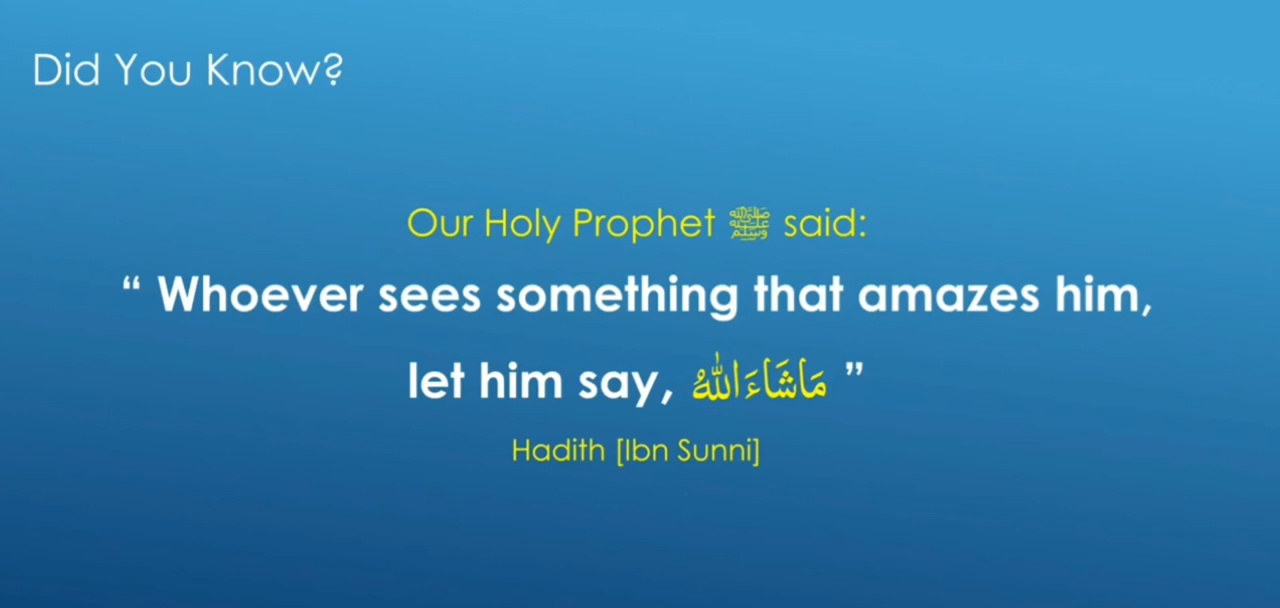 Did You Know?
Our Holy Prophet ﷺ said:
“ Whoever sees something that amazes him,
let him say, مَاشَاءَاللّٰهُ ”
Hadith [Ibn Sunni]